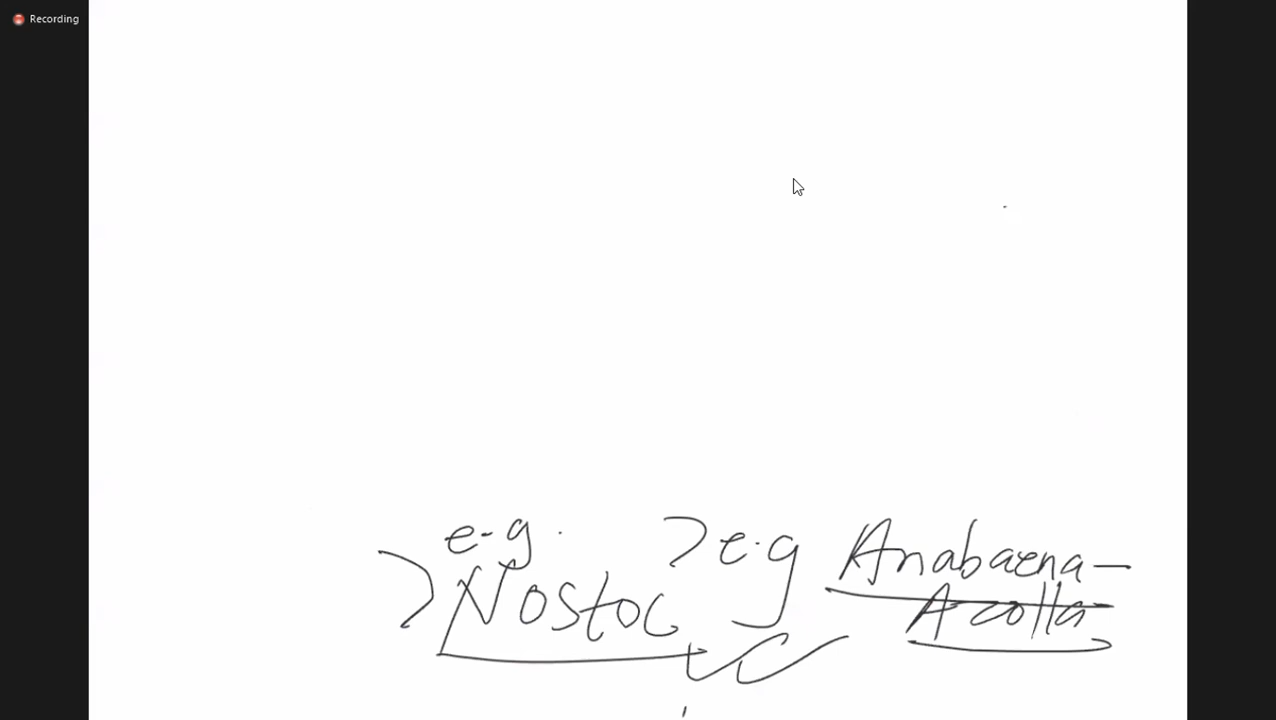 Recording
e-g. > e.g Anabaena-
) Nostoc Azolla